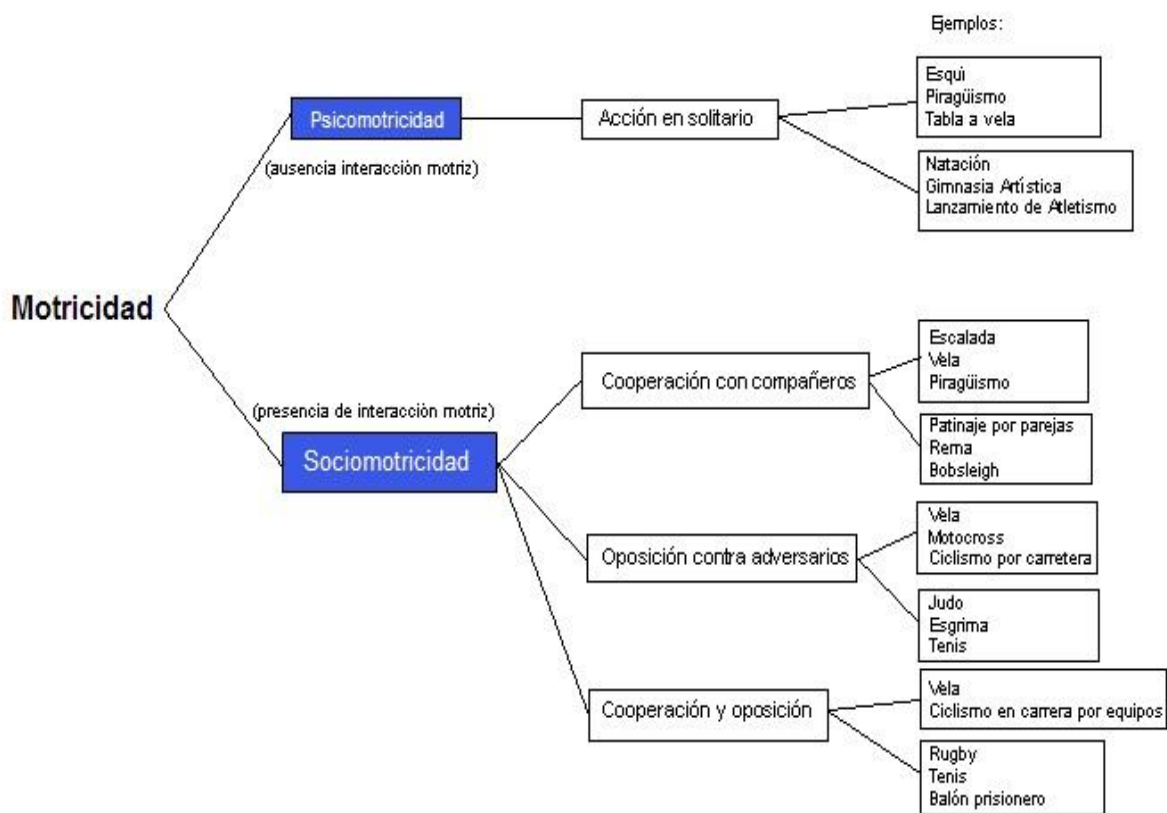 Ejemplos:
Esqui
Piragüismo
Tabla a vela
Psicomotricidad
Acción en solitario
(ausencia interacción motriz)
Natación
Gimnasia Artística
Lanzamiento de Atletismo
Motricidad
Escalada
Vela
Piragüismo
Cooperación con compañeros
(presencia de interacción motriz)
Patinaje por parejas
Rema
Bobsleigh
Sociomotricidad
Vela
Motocross
Ciclismo por carretera
Oposición contra adversarios
Judo
Esgrima
Tenis
Vela
Ciclismo en carrera por equipos
Cooperación y oposición
Rugby
Tenis
Balón prisionero